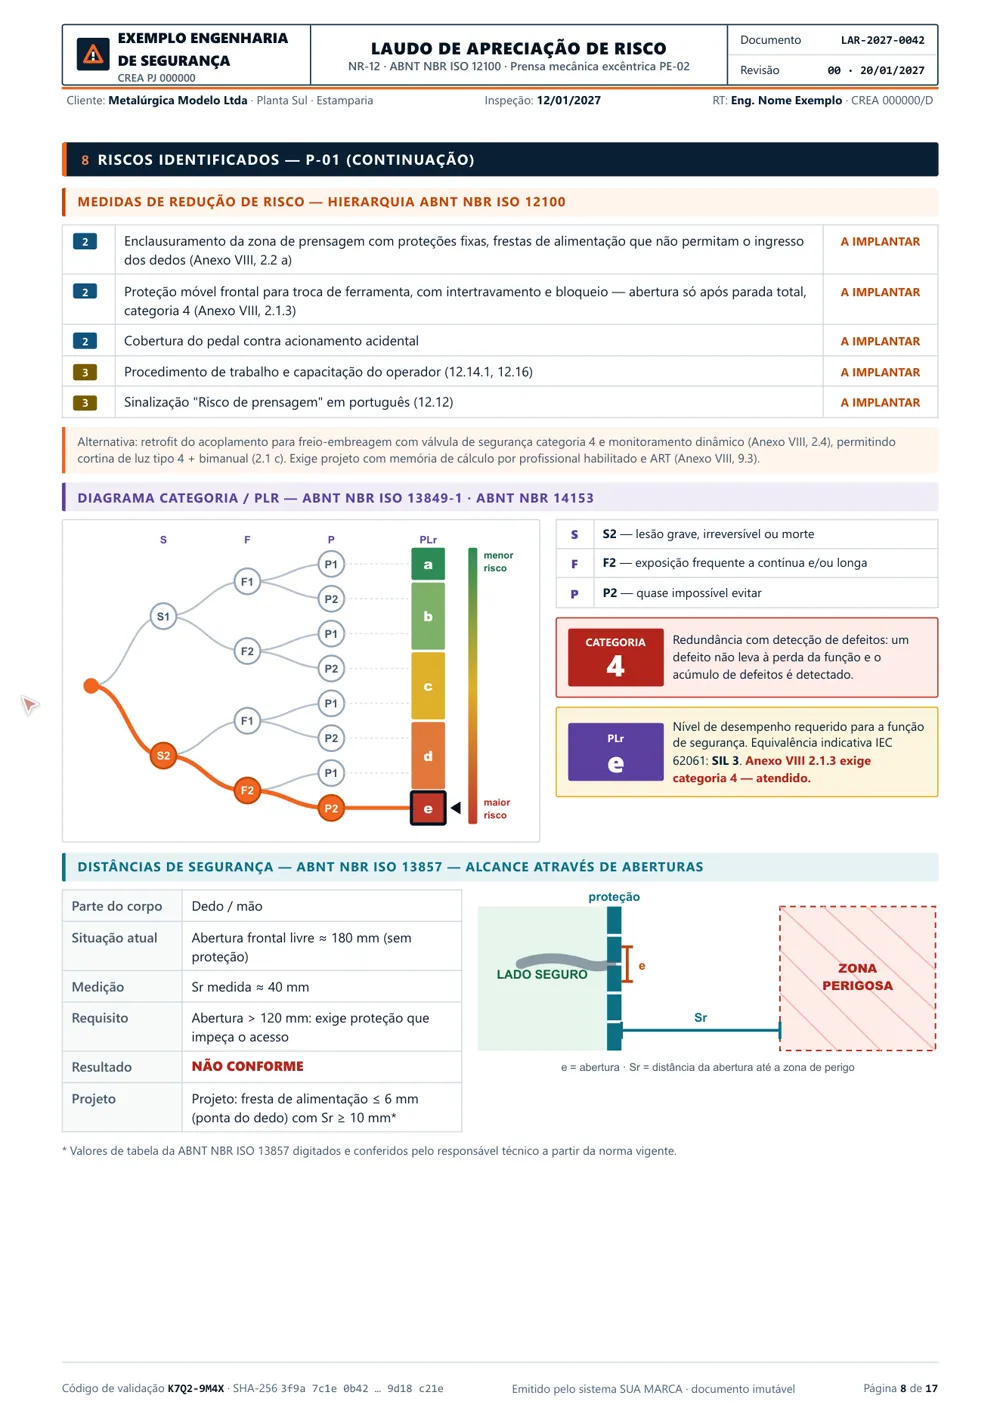 EXEMPLO ENGENHARIA
DE SEGURANÇA
CREA PJ 000000
LAUDO DE APRECIAÇÃO DE RISCO
NR-12 · ABNT NBR ISO 12100 · Prensa mecânica excêntrica PE-02
Documento LAR-2027-0042
Revisão 00 · 20/01/2027
Cliente: Metalúrgica Modelo Ltda · Planta Sul · Estamparia Inspeção: 12/01/2027 RT: Eng. Nome Exemplo · CREA 000000/D
8 RISCOS IDENTIFICADOS — P-01 (CONTINUAÇÃO)
MEDIDAS DE REDUÇÃO DE RISCO — HIERARQUIA ABNT NBR ISO 12100
2 Enclausuramento da zona de prensagem com proteções fixas, frestas de alimentação que não permitam o ingresso A IMPLANTAR
dos dedos (Anexo VIII, 2.2 a)
2 Proteção móvel frontal para troca de ferramenta, com intertravamento e bloqueio — abertura só após parada total, A IMPLANTAR
categoria 4 (Anexo VIII, 2.1.3)
2 Cobertura do pedal contra acionamento acidental A IMPLANTAR
3 Procedimento de trabalho e capacitação do operador (12.14.1, 12.16) A IMPLANTAR
3 Sinalização "Risco de prensagem" em português (12.12) A IMPLANTAR
Alternativa: retrofit do acoplamento para freio-embreagem com válvula de segurança categoria 4 e monitoramento dinâmico (Anexo VIII, 2.4), permitindo
cortina de luz tipo 4 + bimanual (2.1 c). Exige projeto com memória de cálculo por profissional habilitado e ART (Anexo VIII, 9.3).
DIAGRAMA CATEGORIA / PLR — ABNT NBR ISO 13849-1 · ABNT NBR 14153
S F P PLr
P1 a menor
risco
F1
P2
S1 b
P1
F2
P2
c
P1
F1
P2
S2 d
P1
F2
P2 e maior
risco
S S2 — lesão grave, irreversível ou morte
F F2 — exposição frequente a contínua e/ou longa
P P2 — quase impossível evitar
CATEGORIA
4
Redundância com detecção de defeitos: um
defeito não leva à perda da função e o
acúmulo de defeitos é detectado.
PLr
e
Nível de desempenho requerido para a função
de segurança. Equivalência indicativa IEC
62061: SIL 3. Anexo VIII 2.1.3 exige
categoria 4 — atendido.
DISTÂNCIAS DE SEGURANÇA — ABNT NBR ISO 13857 — ALCANCE ATRAVÉS DE ABERTURAS
Parte do corpo Dedo / mão
Situação atual Abertura frontal livre ≈ 180 mm (sem
proteção)
Medição Sr medida ≈ 40 mm
Requisito Abertura > 120 mm: exige proteção que
impeça o acesso
Resultado NÃO CONFORME
Projeto Projeto: fresta de alimentação ≤ 6 mm
(ponta do dedo) com Sr ≥ 10 mm*
proteção
LADO SEGURO
e
ZONA
PERIGOSA
Sr
e = abertura · Sr = distância da abertura até a zona de perigo
* Valores de tabela da ABNT NBR ISO 13857 digitados e conferidos pelo responsável técnico a partir da norma vigente.
Código de validação K7Q2-9M4X · SHA-256 3f9a 7c1e 0b42 … 9d18 c21e Emitido pelo sistema SUA MARCA · documento imutável Página 8 de 17